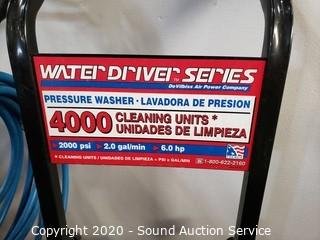 WATER DRIVER SERIES
TM
DeVilbiss Air Power Company
PRESSURE WASHER · LAVADORA DE PRESION
4000 CLEANING UNITS *
UNIDADES DE LIMPIEZA
2000 psi 2.0 gal/min 6.0 hp
* CLEANING UNITS / UNIDADES DE LIMPIEZA = PSI x GAL/MIN
1-800-622-2160
Copyright 2020 - Sound Auction Service